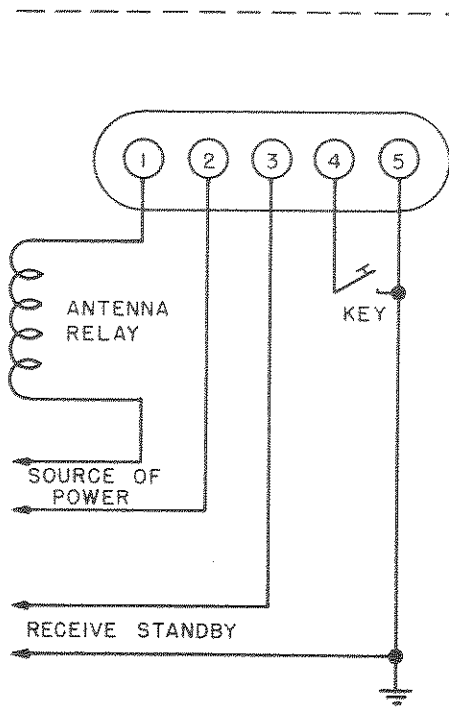 1 2 3 4 5
ANTENNA
RELAY
KEY
SOURCE OF
POWER
RECEIVE STANDBY